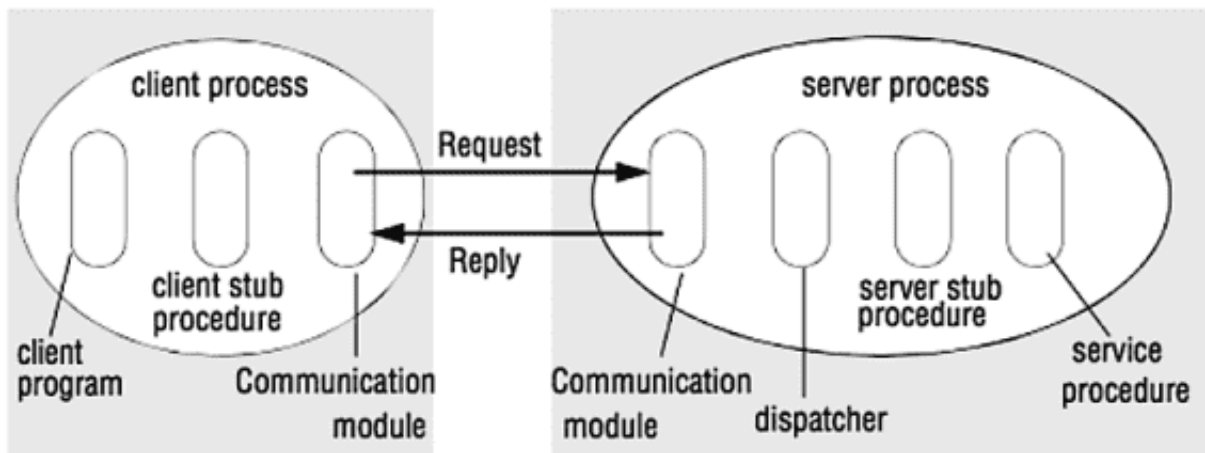 client process
server process
Request
Reply
client stub
procedure
server stub
procedure
client
program
Communication
module
Communication
module
dispatcher
service
procedure